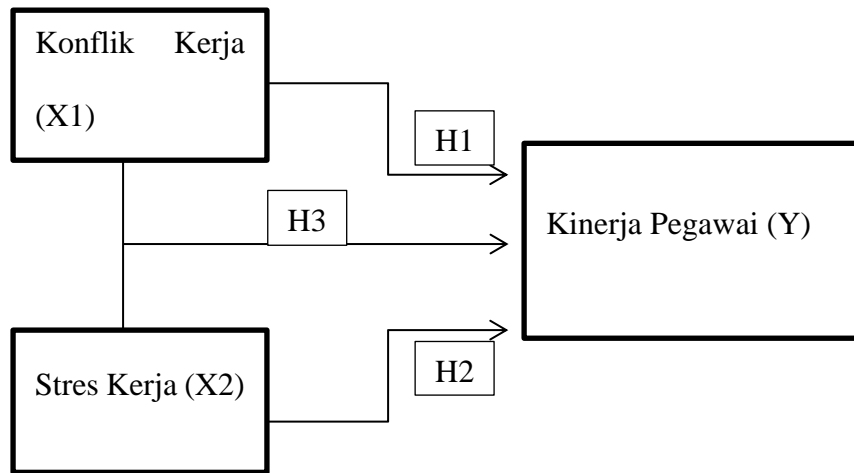 Konflik Kerja
(X1)
H1
Kinerja Pegawai (Y)
H3
Stres Kerja (X2)
H2